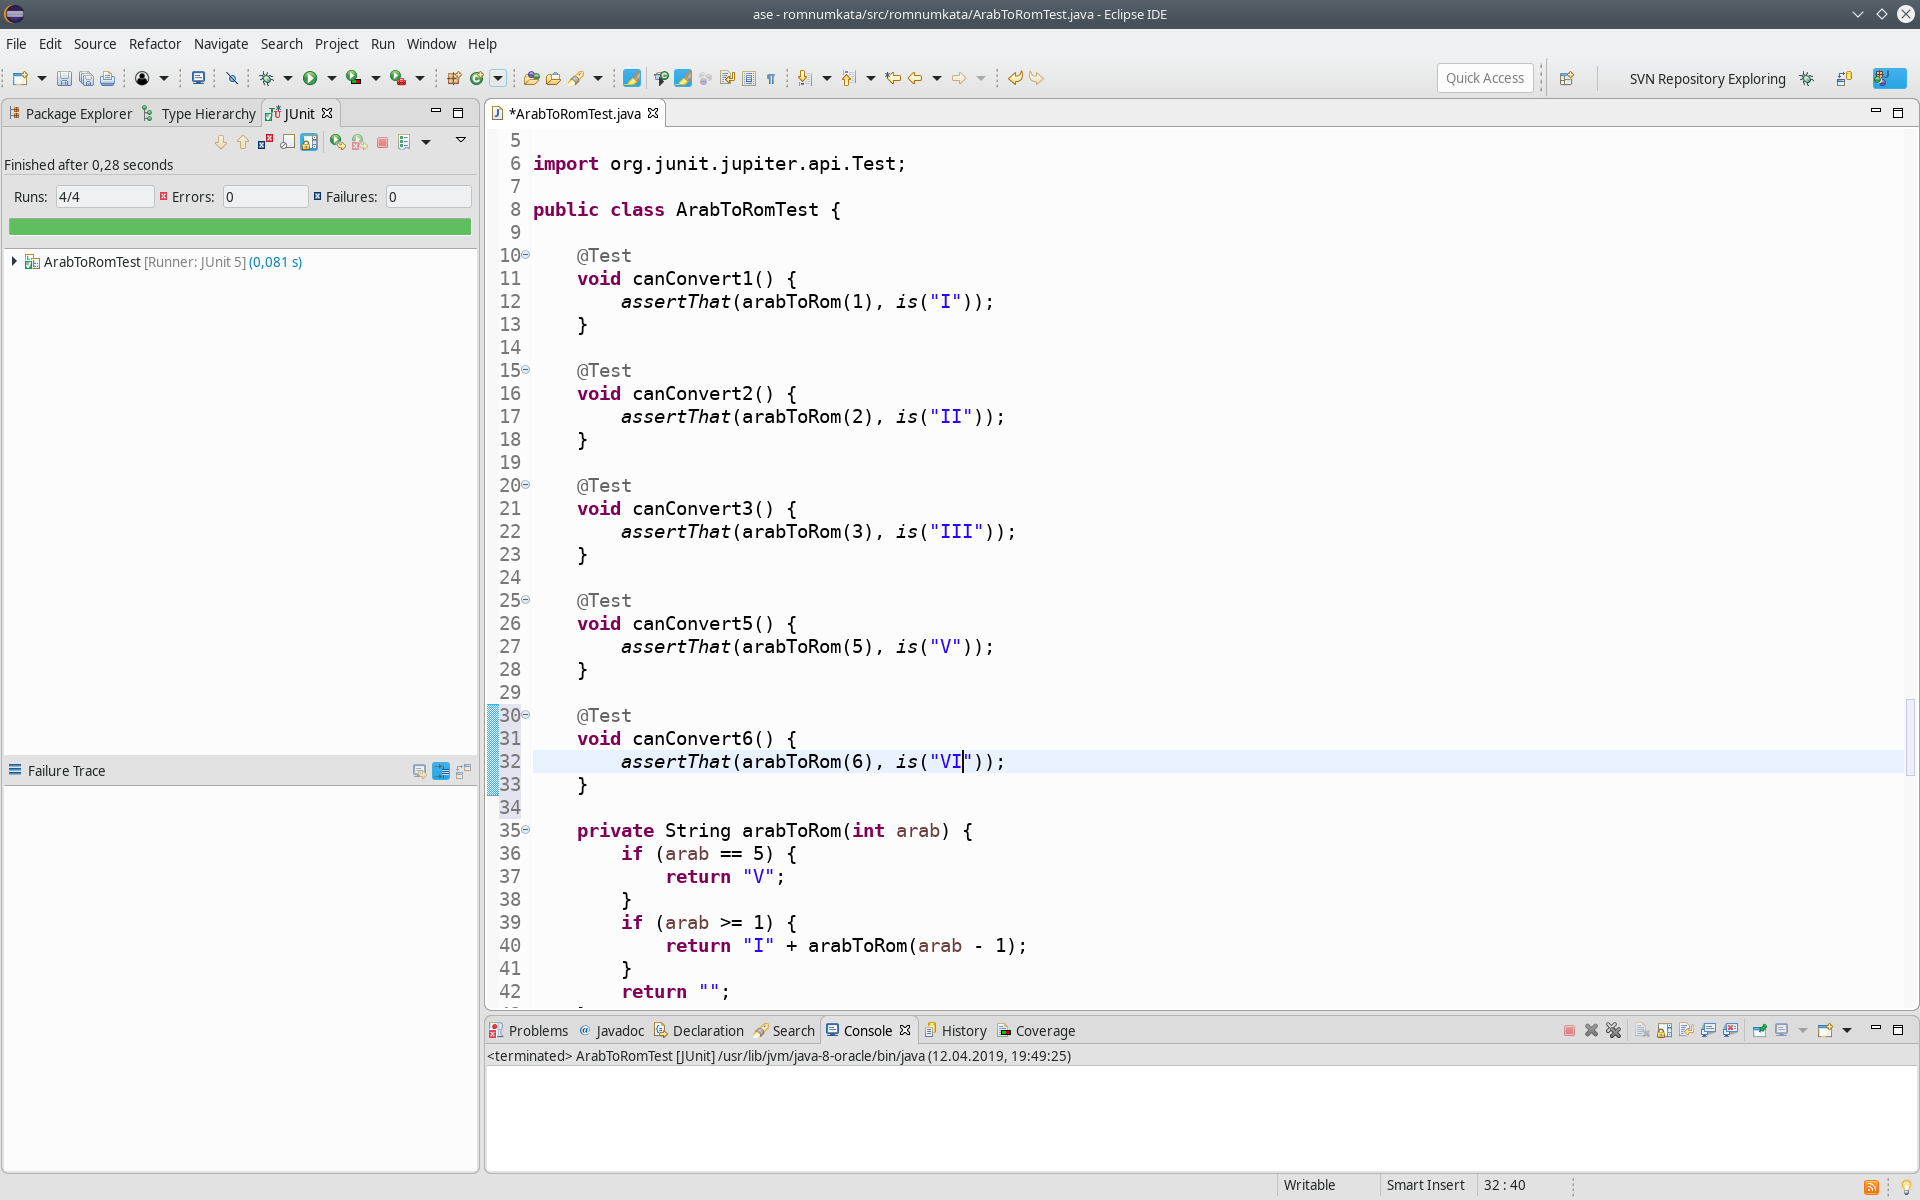 ase - romnumkata/src/romnumkata/ArabToRomTest.java - Eclipse IDE
File Edit Source Refactor Navigate Search Project Run Window Help
Quick Access
SVN Repository Exploring
Package Explorer Type Hierarchy JUnit
Finished after 0,28 seconds
Runs: 4/4 Errors: 0 Failures: 0
ArabToRomTest [Runner: JUnit 5] (0,081 s)
Failure Trace
*ArabToRomTest.java
5
6 import org.junit.jupiter.api.Test;
7
8 public class ArabToRomTest {
9
10 @Test
11 void canConvert1() {
12 assertThat(arabToRom(1), is("I"));
13 }
14
15 @Test
16 void canConvert2() {
17 assertThat(arabToRom(2), is("II"));
18 }
19
20 @Test
21 void canConvert3() {
22 assertThat(arabToRom(3), is("III"));
23 }
24
25 @Test
26 void canConvert5() {
27 assertThat(arabToRom(5), is("V"));
28 }
29
30 @Test
31 void canConvert6() {
32 assertThat(arabToRom(6), is("VI"));
33 }
34
35 private String arabToRom(int arab) {
36 if (arab == 5) {
37 return "V";
38 }
39 if (arab >= 1) {
40 return "I" + arabToRom(arab - 1);
41 }
42 return "";
Problems Javadoc Declaration Search Console History Coverage
<terminated> ArabToRomTest [JUnit] /usr/lib/jvm/java-8-oracle/bin/java (12.04.2019, 19:49:25)
Writable Smart Insert 32 : 40